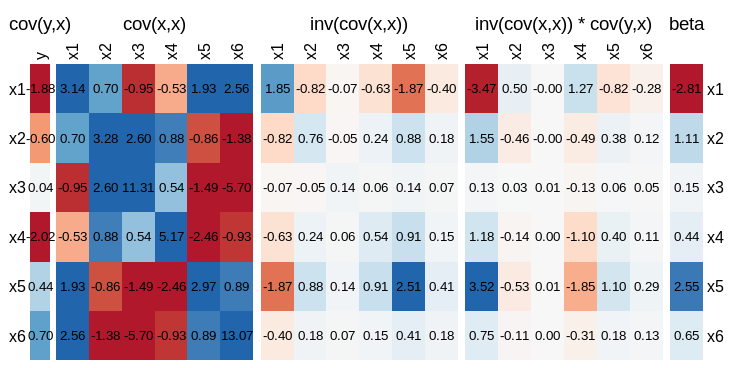 cov(y,x) cov(x,x) inv(cov(x,x)) inv(cov(x,x)) * cov(y,x) beta
y x1 x2 x3 x4 x5 x6 x1 x2 x3 x4 x5 x6 x1 x2 x3 x4 x5 x6
x1 -1.88 3.14 0.70 -0.95 -0.53 1.93 2.56 1.85 -0.82 -0.07 -0.63 -1.87 -0.40 -3.47 0.50 -0.00 1.27 -0.82 -0.28 -2.81 x1
x2 -0.60 0.70 3.28 2.60 0.88 -0.86 -1.38 -0.82 0.76 -0.05 0.24 0.88 0.18 1.55 -0.46 -0.00 -0.49 0.38 0.12 1.11 x2
x3 0.04 -0.95 2.60 11.31 0.54 -1.49 -5.70 -0.07 -0.05 0.14 0.06 0.14 0.07 0.13 0.03 0.01 -0.13 0.06 0.05 0.15 x3
x4 -2.02 -0.53 0.88 0.54 5.17 -2.46 -0.93 -0.63 0.24 0.06 0.54 0.91 0.15 1.18 -0.14 0.00 -1.10 0.40 0.11 0.44 x4
x5 0.44 1.93 -0.86 -1.49 -2.46 2.97 0.89 -1.87 0.88 0.14 0.91 2.51 0.41 3.52 -0.53 0.01 -1.85 1.10 0.29 2.55 x5
x6 0.70 2.56 -1.38 -5.70 -0.93 0.89 13.07 -0.40 0.18 0.07 0.15 0.41 0.18 0.75 -0.11 0.00 -0.31 0.18 0.13 0.65 x6